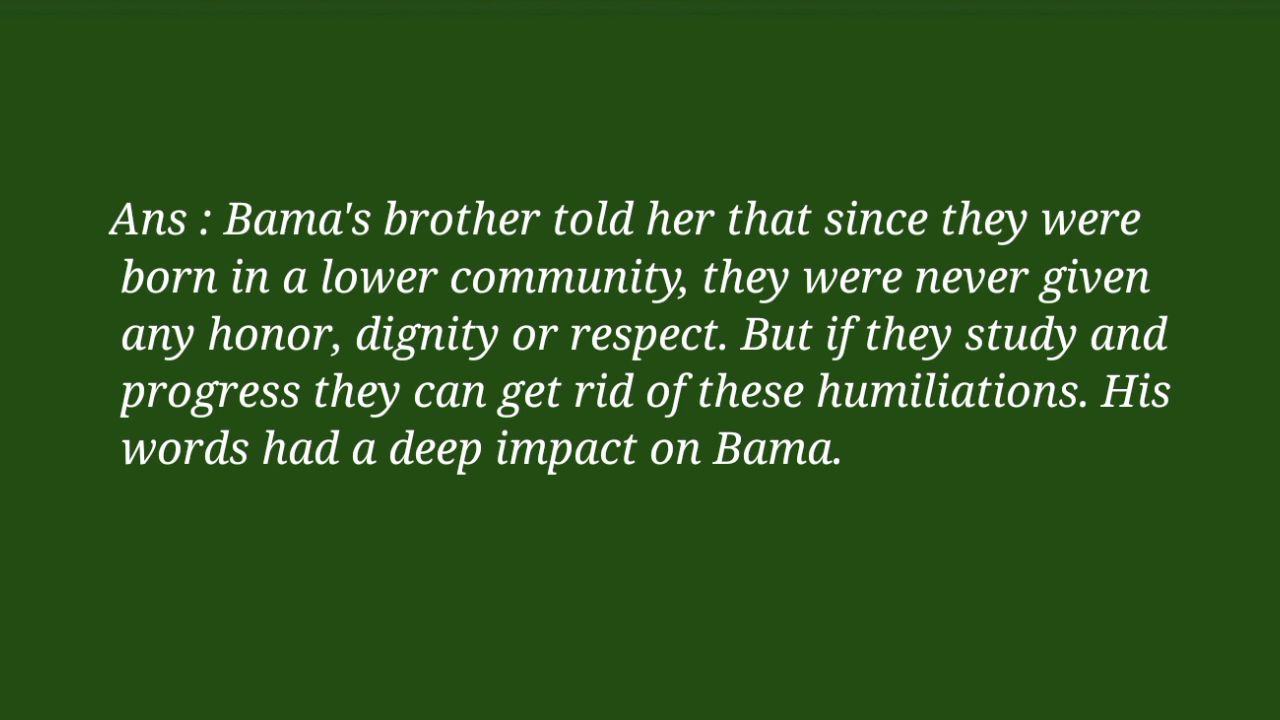 Ans : Bama's brother told her that since they were
born in a lower community, they were never given
any honor, dignity or respect. But if they study and
progress they can get rid of these humiliations. His
words had a deep impact on Bama.